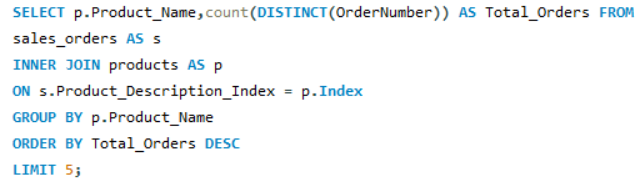 SELECT p.Product_Name,count(DISTINCT(OrderNumber)) AS Total_Orders FROM
sales_orders AS s
INNER JOIN products AS p
ON s.Product_Description_Index = p.Index
GROUP BY p.Product_Name
ORDER BY Total_Orders DESC
LIMIT 5;